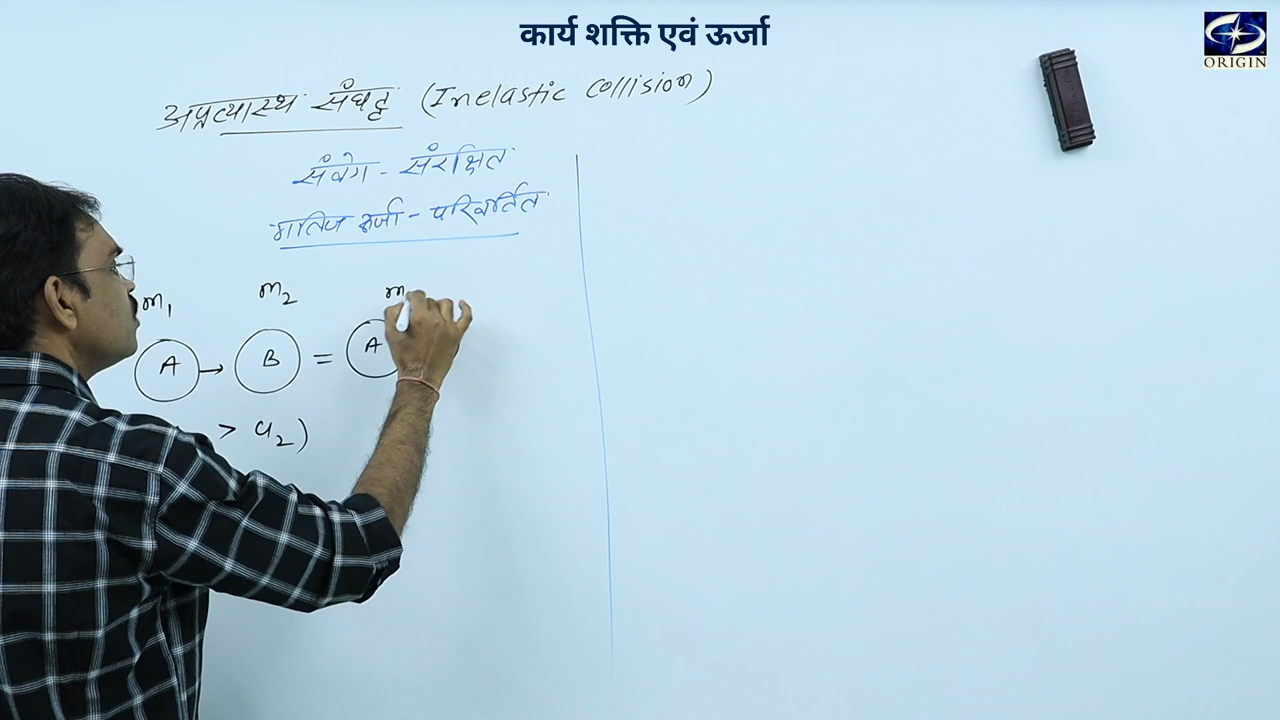 कार्य शक्ति एवं ऊर्जा
ORIGIN
अप्रत्यास्थ संघट्ट (Inelastic Collision)
संवेग - संरक्षित
गतिज ऊर्जा - परिवर्तित
m₁ m₂ m
A → B = A
> u₂)